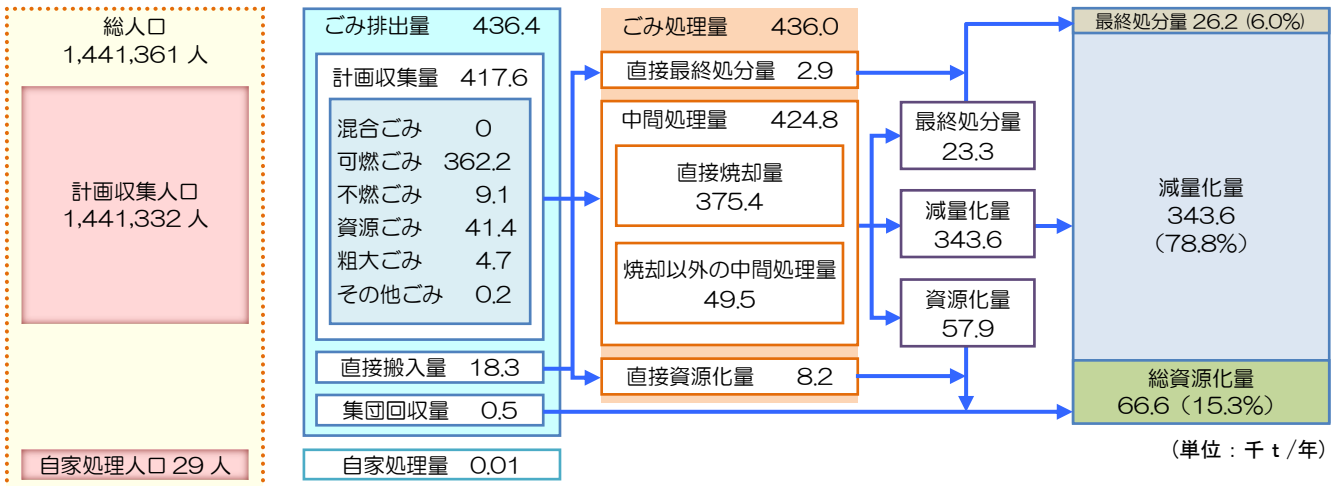 総人口
1,441,361 人
計画収集人口
1,441,332 人
自家処理人口 29 人
ごみ排出量 436.4
計画収集量 417.6
混合ごみ 0
可燃ごみ 362.2
不燃ごみ 9.1
資源ごみ 41.4
粗大ごみ 4.7
その他ごみ 0.2
直接搬入量 18.3
集団回収量 0.5
自家処理量 0.01
ごみ処理量 436.0
直接最終処分量 2.9
中間処理量 424.8
直接焼却量
375.4
焼却以外の中間処理量
49.5
直接資源化量 8.2
最終処分量
23.3
減量化量
343.6
資源化量
57.9
最終処分量 26.2 (6.0%)
減量化量
343.6
(78.8%)
総資源化量
66.6 (15.3%)
(単位:千 t /年)